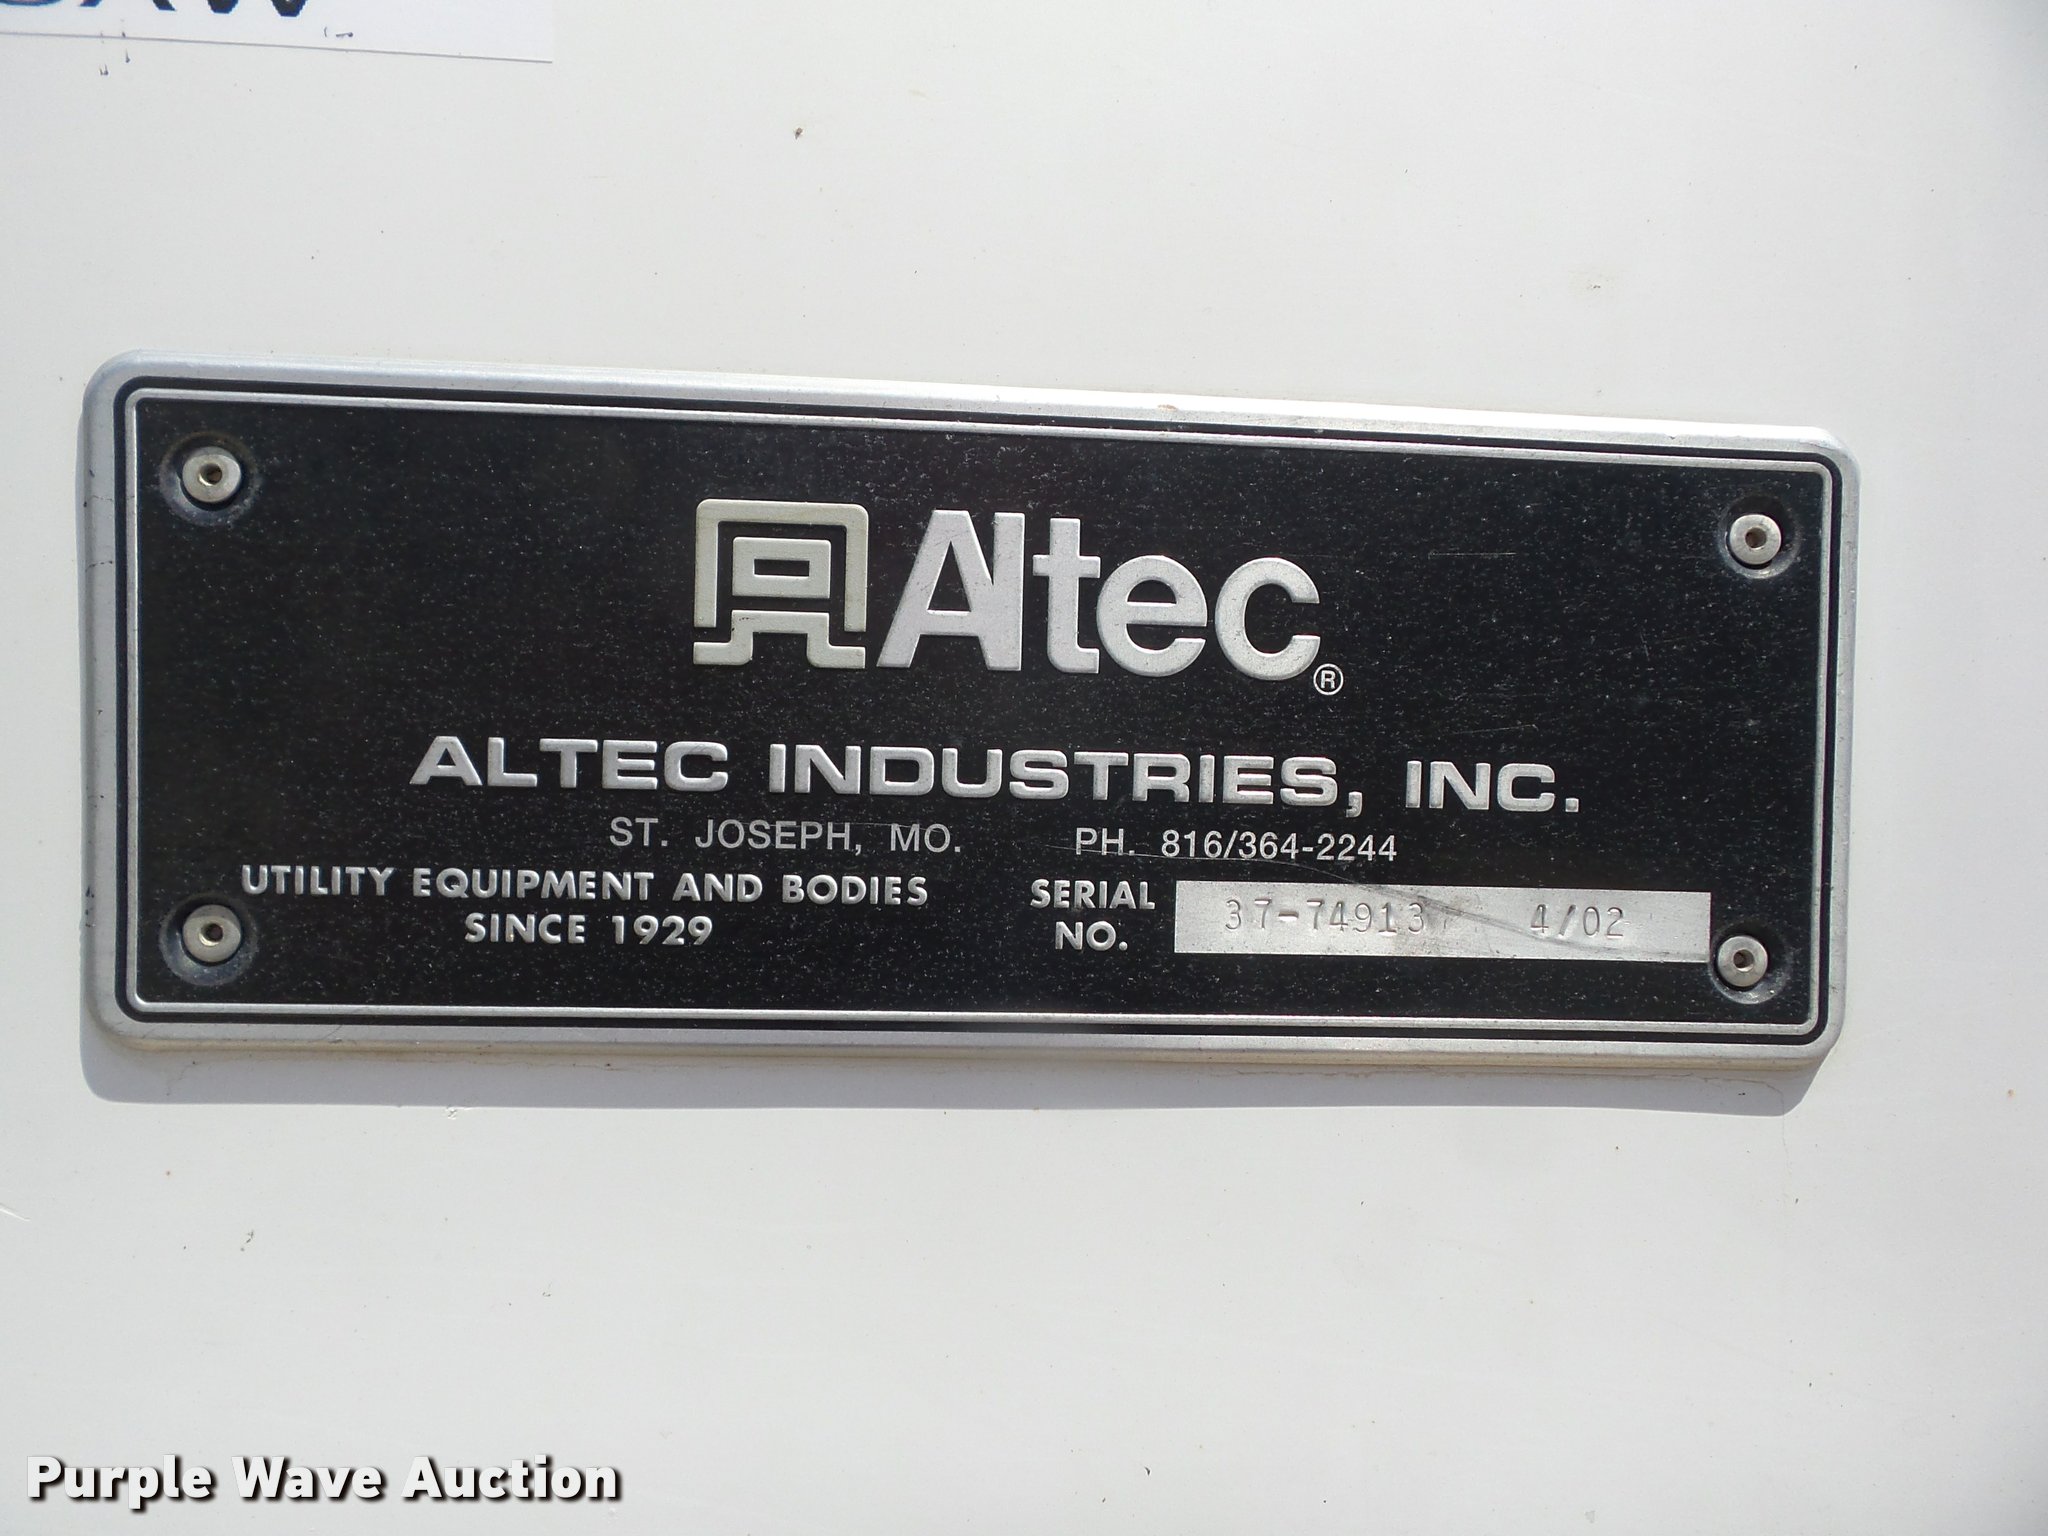 Altec®
ALTEC INDUSTRIES, INC.
ST. JOSEPH, MO. PH. 816/364-2244
UTILITY EQUIPMENT AND BODIES
SINCE 1929
SERIAL
NO. 37-74913 4/02
Purple Wave Auction